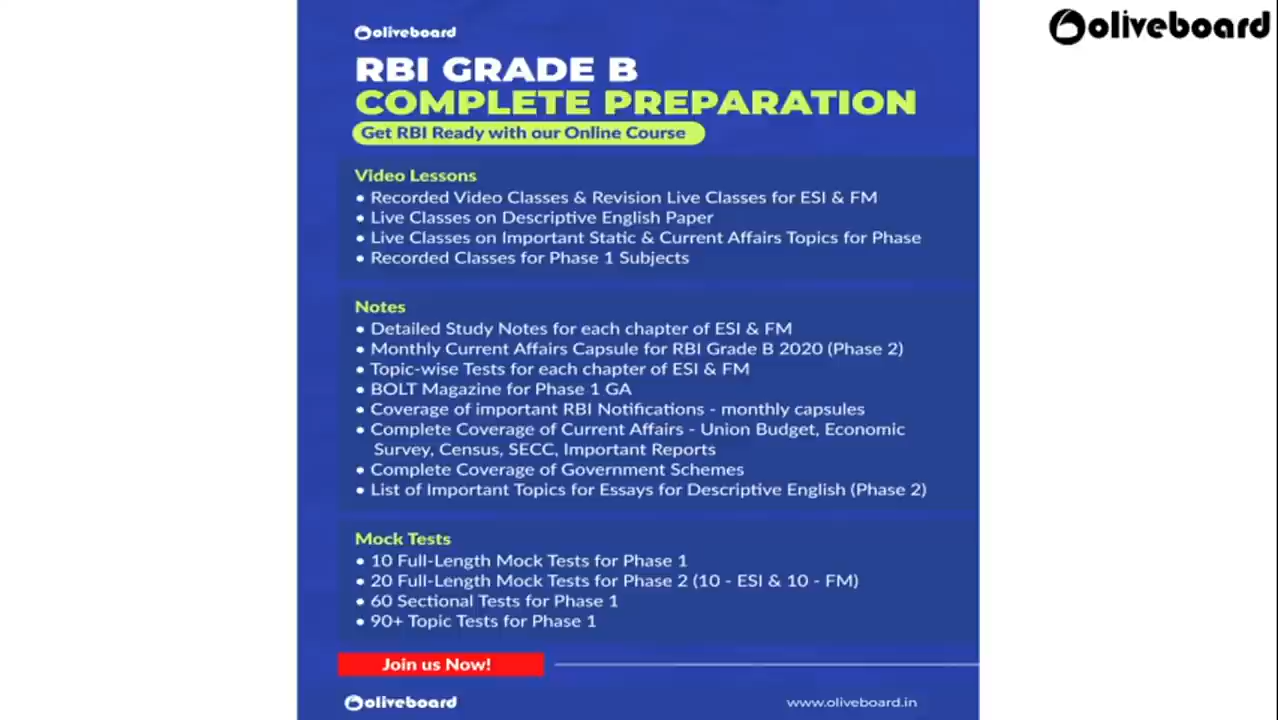 oliveboard
oliveboard
RBI GRADE B
COMPLETE PREPARATION
Get RBI Ready with our Online Course
Video Lessons
• Recorded Video Classes & Revision Live Classes for ESI & FM
• Live Classes on Descriptive English Paper
• Live Classes on Important Static & Current Affairs Topics for Phase
• Recorded Classes for Phase 1 Subjects
Notes
• Detailed Study Notes for each chapter of ESI & FM
• Monthly Current Affairs Capsule for RBI Grade B 2020 (Phase 2)
• Topic-wise Tests for each chapter of ESI & FM
• BOLT Magazine for Phase 1 GA
• Coverage of important RBI Notifications - monthly capsules
• Complete Coverage of Current Affairs - Union Budget, Economic
Survey, Census, SECC, Important Reports
• Complete Coverage of Government Schemes
• List of Important Topics for Essays for Descriptive English (Phase 2)
Mock Tests
• 10 Full-Length Mock Tests for Phase 1
• 20 Full-Length Mock Tests for Phase 2 (10 - ESI & 10 - FM)
• 60 Sectional Tests for Phase 1
• 90+ Topic Tests for Phase 1
Join us Now!
oliveboard
www.oliveboard.in